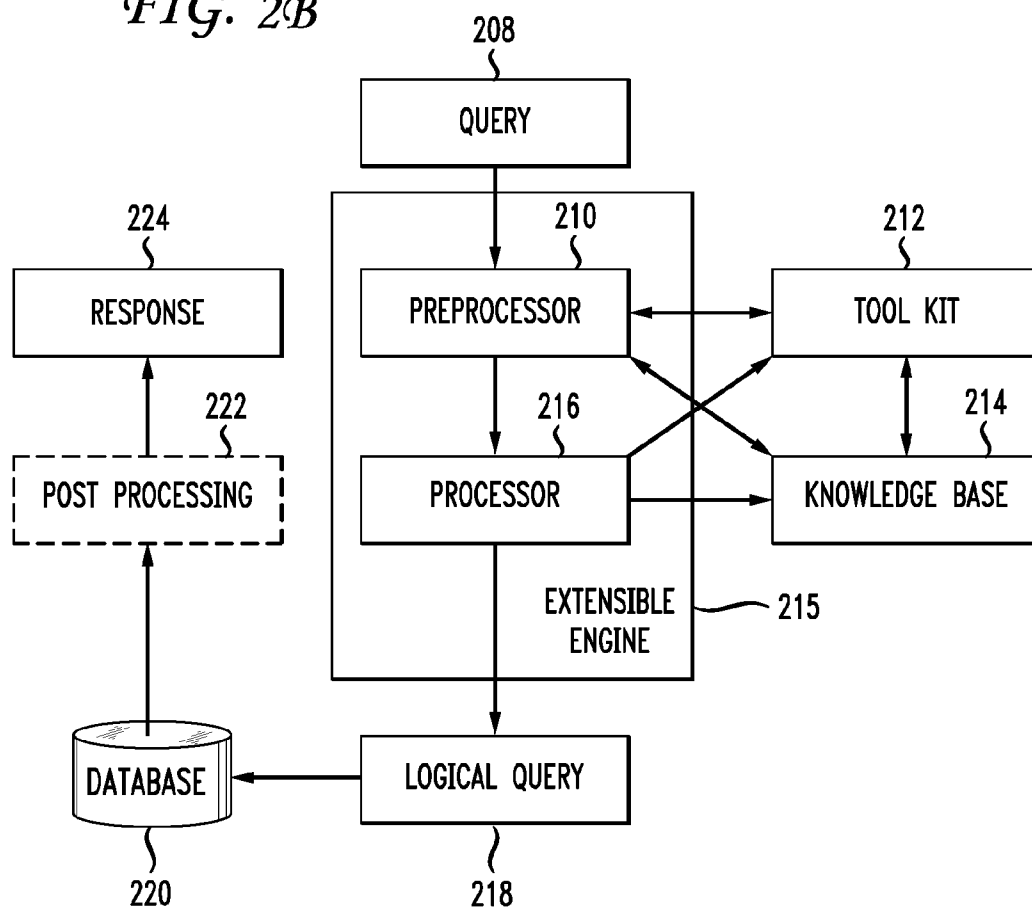 FIG. 2B
208
QUERY
224
210
212
RESPONSE
PREPROCESSOR
TOOL KIT
222
216
214
POST PROCESSING
PROCESSOR
KNOWLEDGE BASE
EXTENSIBLE
ENGINE
215
DATABASE
LOGICAL QUERY
220
218